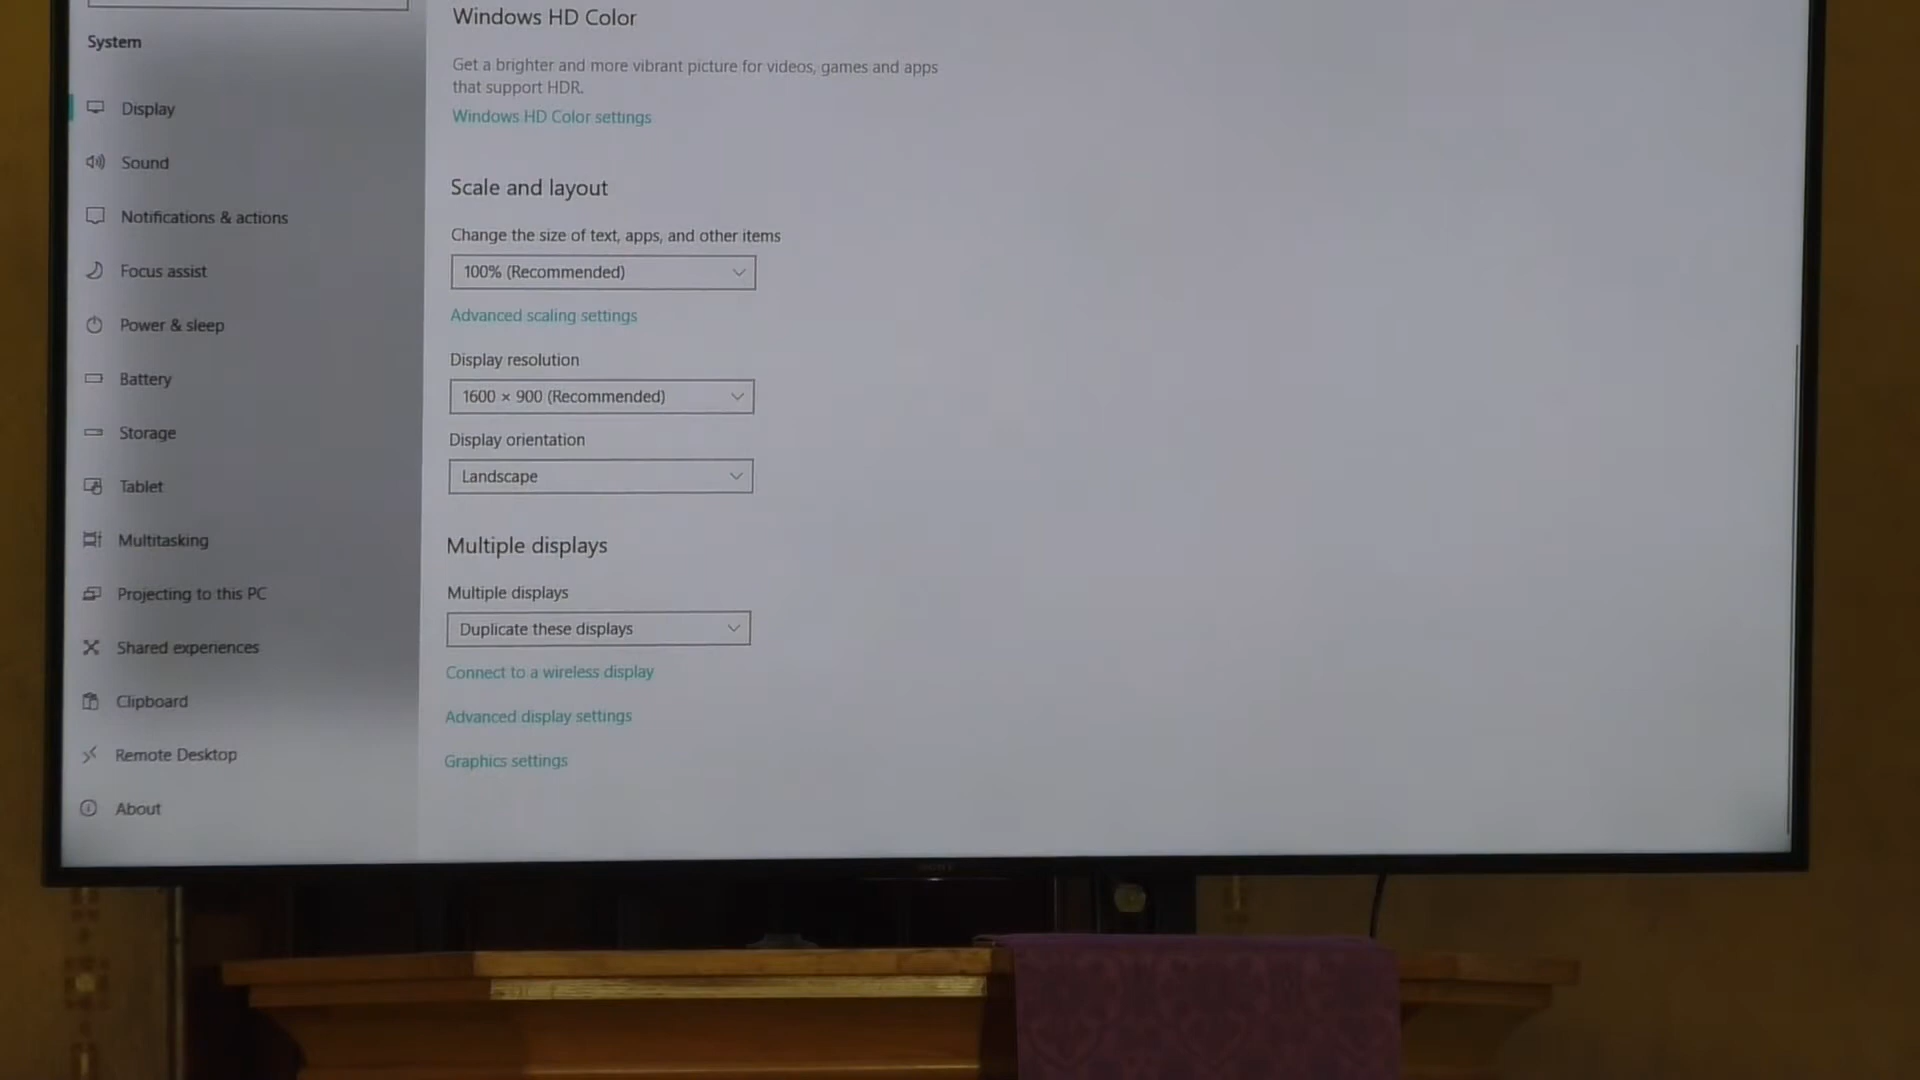 System
Display
Sound
Notifications & actions
Focus assist
Power & sleep
Battery
Storage
Tablet
Multitasking
Projecting to this PC
Shared experiences
Clipboard
Remote Desktop
About
Windows HD Color
Get a brighter and more vibrant picture for videos, games and apps
that support HDR.
Windows HD Color settings
Scale and layout
Change the size of text, apps, and other items
100% (Recommended)
Advanced scaling settings
Display resolution
1600 × 900 (Recommended)
Display orientation
Landscape
Multiple displays
Multiple displays
Duplicate these displays
Connect to a wireless display
Advanced display settings
Graphics settings